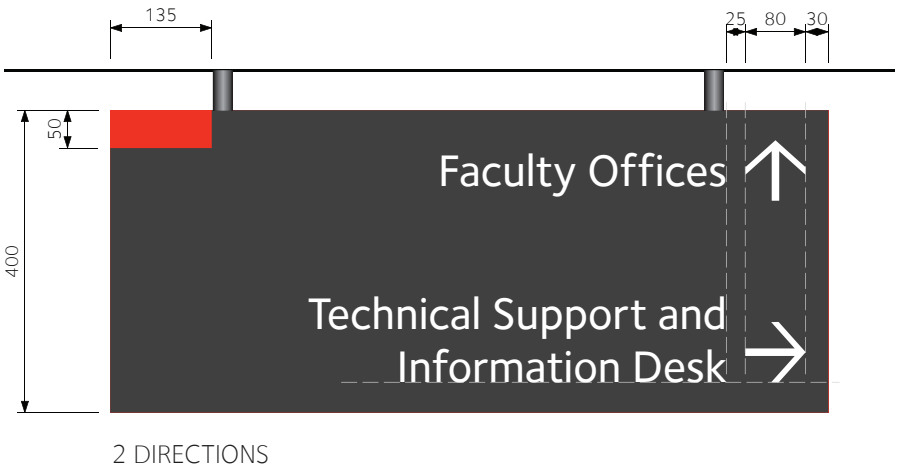 135
25 80 30
50
Faculty Offices
400
Technical Support and
Information Desk
2 DIRECTIONS